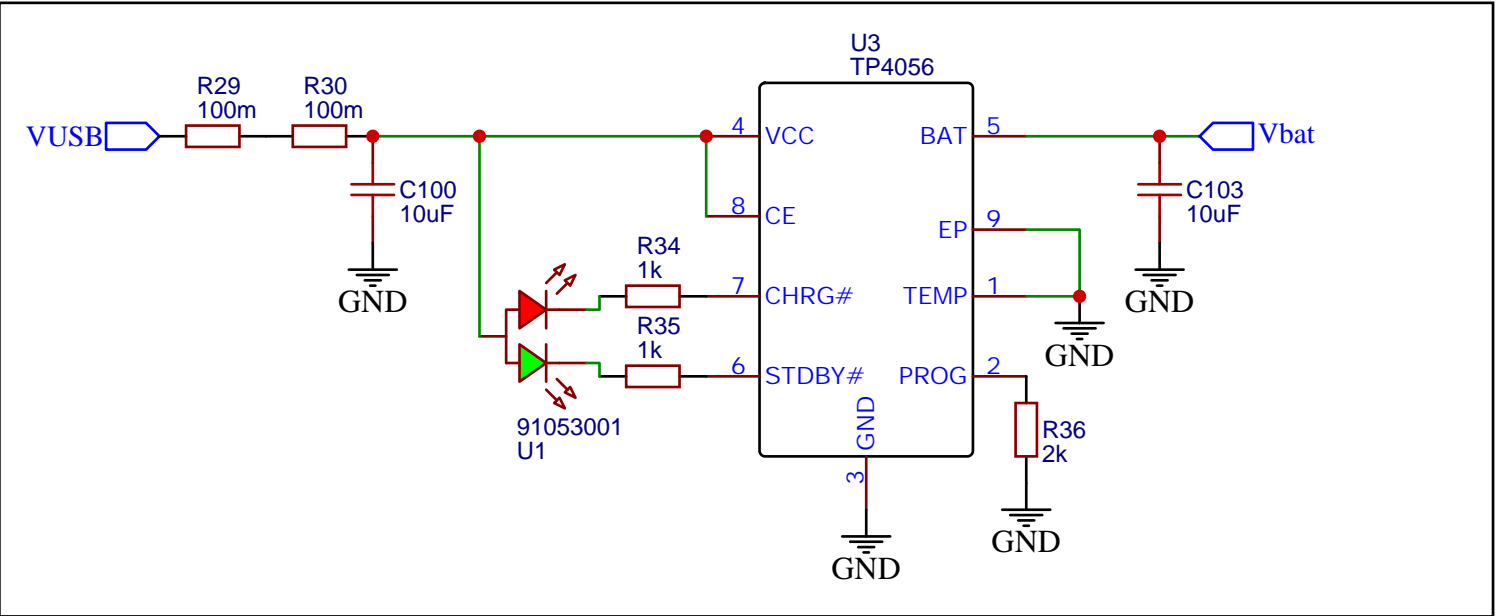 U3
TP4056
R29
100m
R30
100m
VUSB
4
VCC
BAT
5
Vbat
C100
10uF
GND
8
CE
EP
9
C103
10uF
GND
R34
1k
7
CHRG#
TEMP
1
GND
R35
1k
6
STDBY#
PROG
2
91053001
U1
GND
3
GND
R36
2k
GND